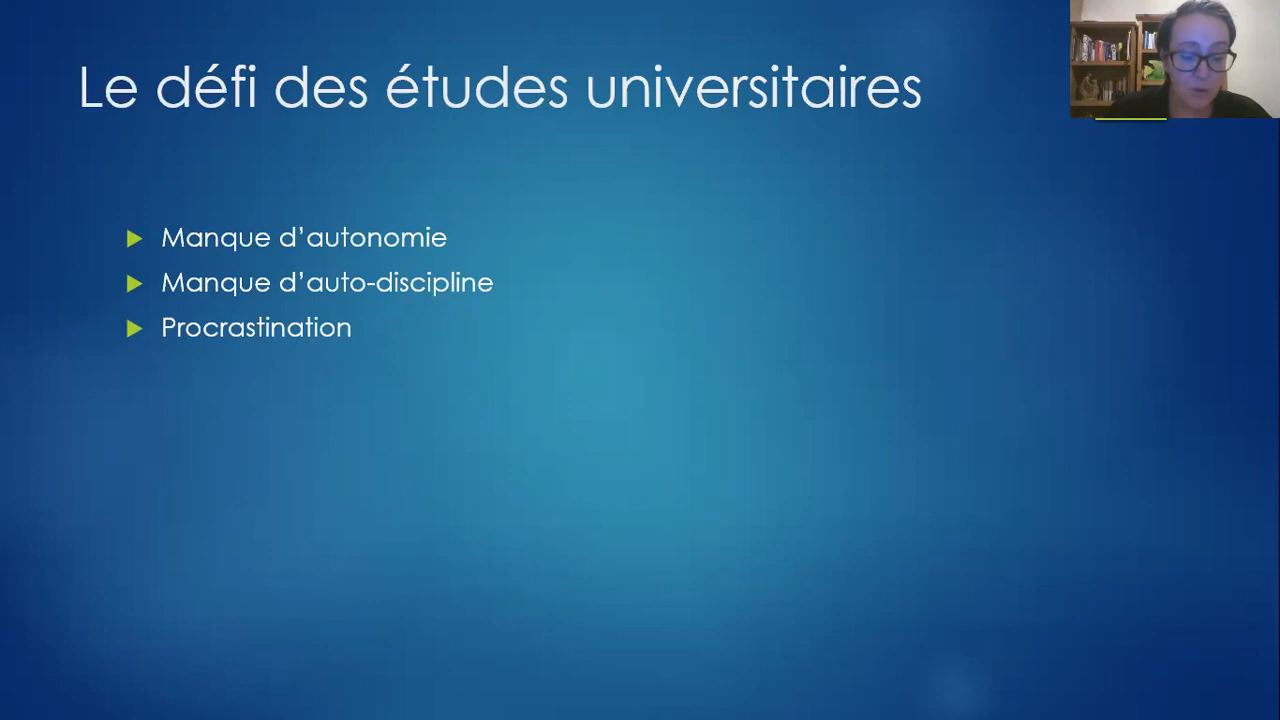 Le défi des études universitaires
Manque d’autonomie
Manque d’auto-discipline
Procrastination